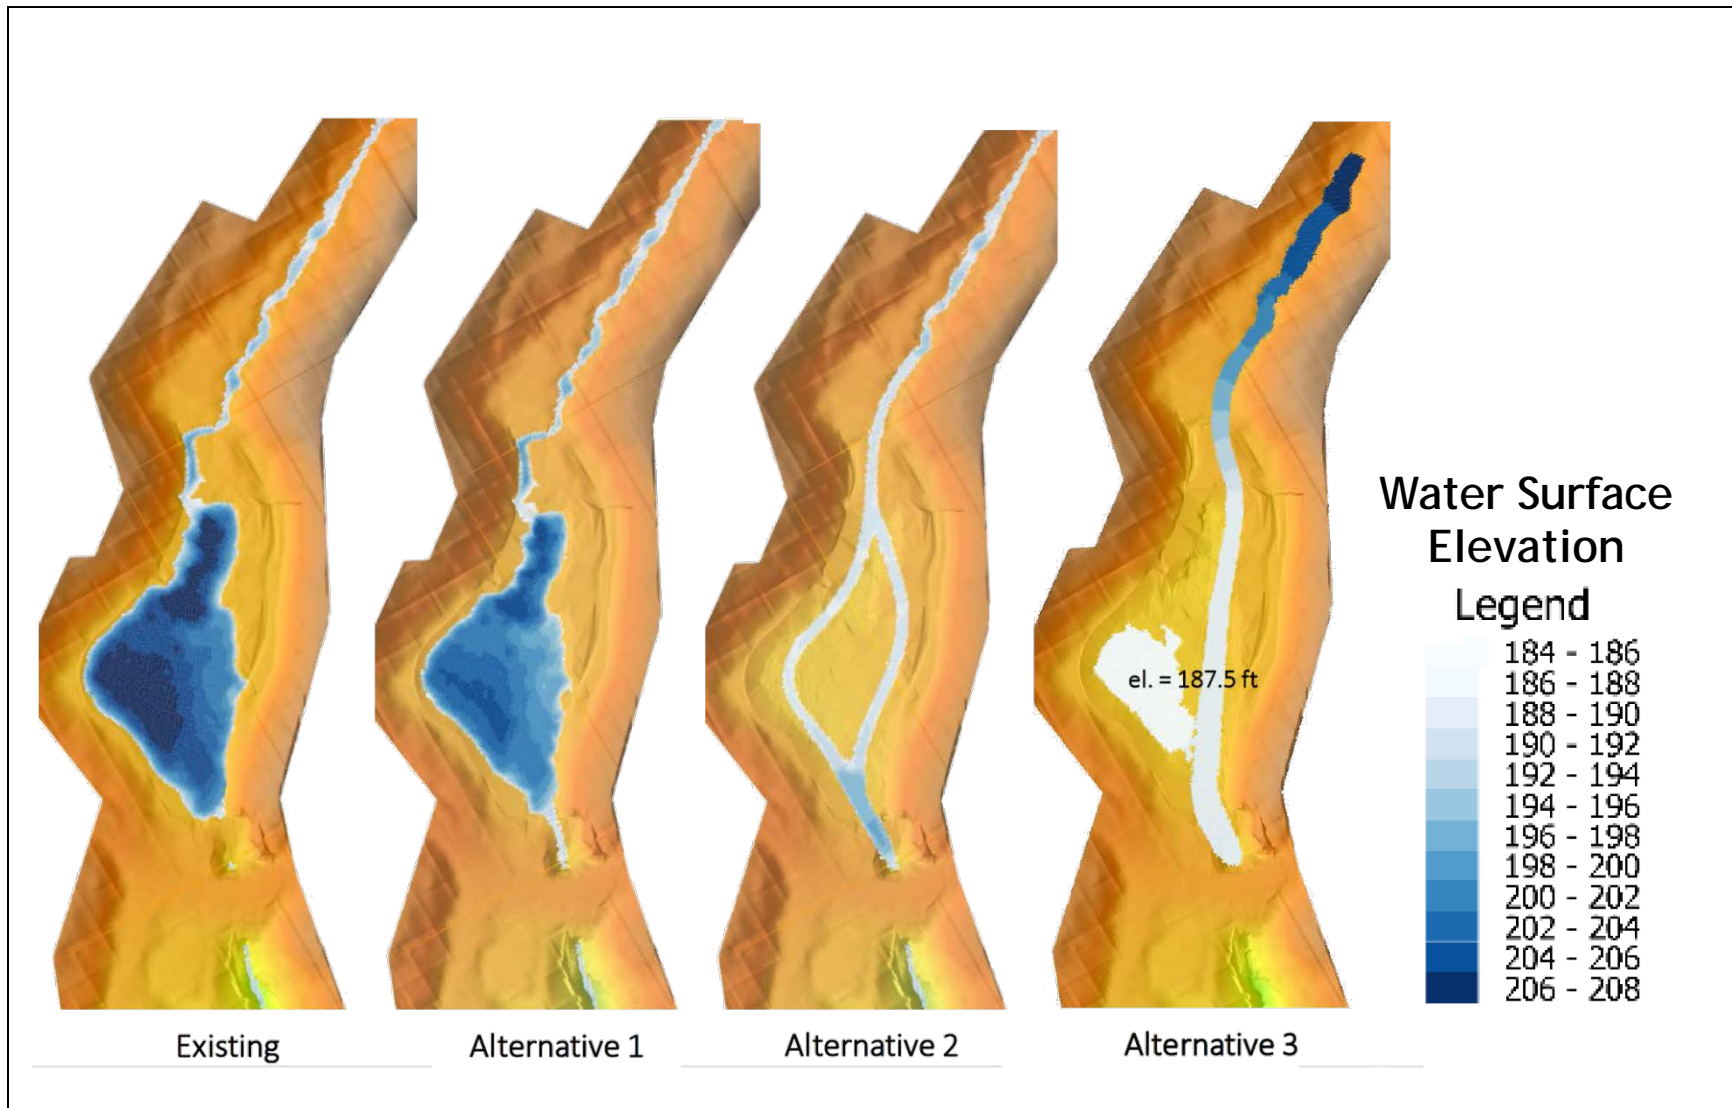 Water Surface
Elevation
Legend
184 - 186
186 - 188
188 - 190
190 - 192
192 - 194
194 - 196
196 - 198
198 - 200
200 - 202
202 - 204
204 - 206
206 - 208
el. = 187.5 ft
Existing
Alternative 1
Alternative 2
Alternative 3